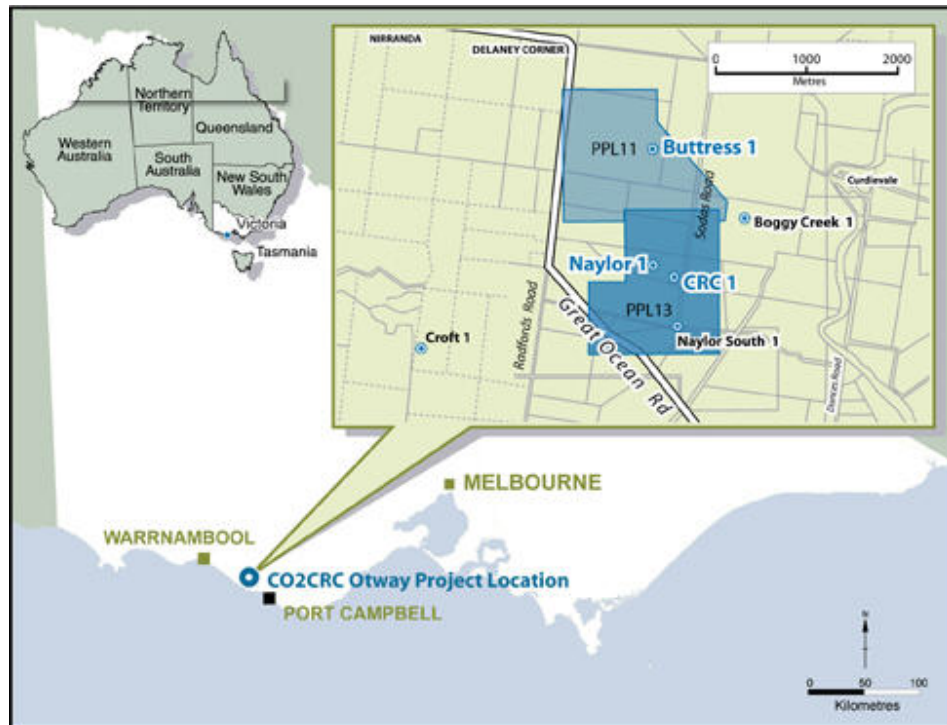 Northern
Territory
Western
Australia
Queensland
South
Australia
New South
Wales
Victoria
Tasmania
NIRRANDA
DELANEY CORNER
0 1000 2000
Metres
PPL11
Buttress 1
Sodas Road
Curdievale
Boggy Creek 1
Naylor 1
CRC 1
PPL13
Naylor South 1
Radfords Road
Great Ocean Rd
Croft 1
Dances Road
MELBOURNE
WARRNAMBOOL
CO2CRC Otway Project Location
PORT CAMPBELL
N
0 50 100
Kilometres